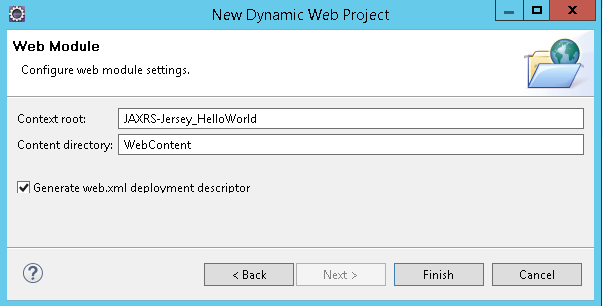 New Dynamic Web Project
Web Module
Configure web module settings.
Context root: JAXRS-Jersey_HelloWorld
Content directory: WebContent
Generate web.xml deployment descriptor
? < Back Next > Finish Cancel